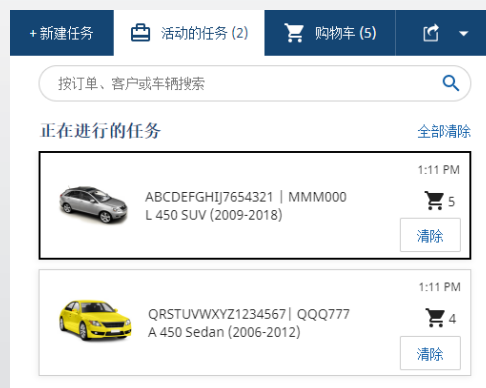 + 新建任务
活动的任务 (2)
购物车 (5)
按订单、客户或车辆搜索
正在进行的任务
全部清除
1:11 PM
ABCDEFGHIJ7654321 | MMM000
L 450 SUV (2009-2018)
5
清除
1:11 PM
QRSTUVWXYZ1234567| QQQ777
A 450 Sedan (2006-2012)
4
清除